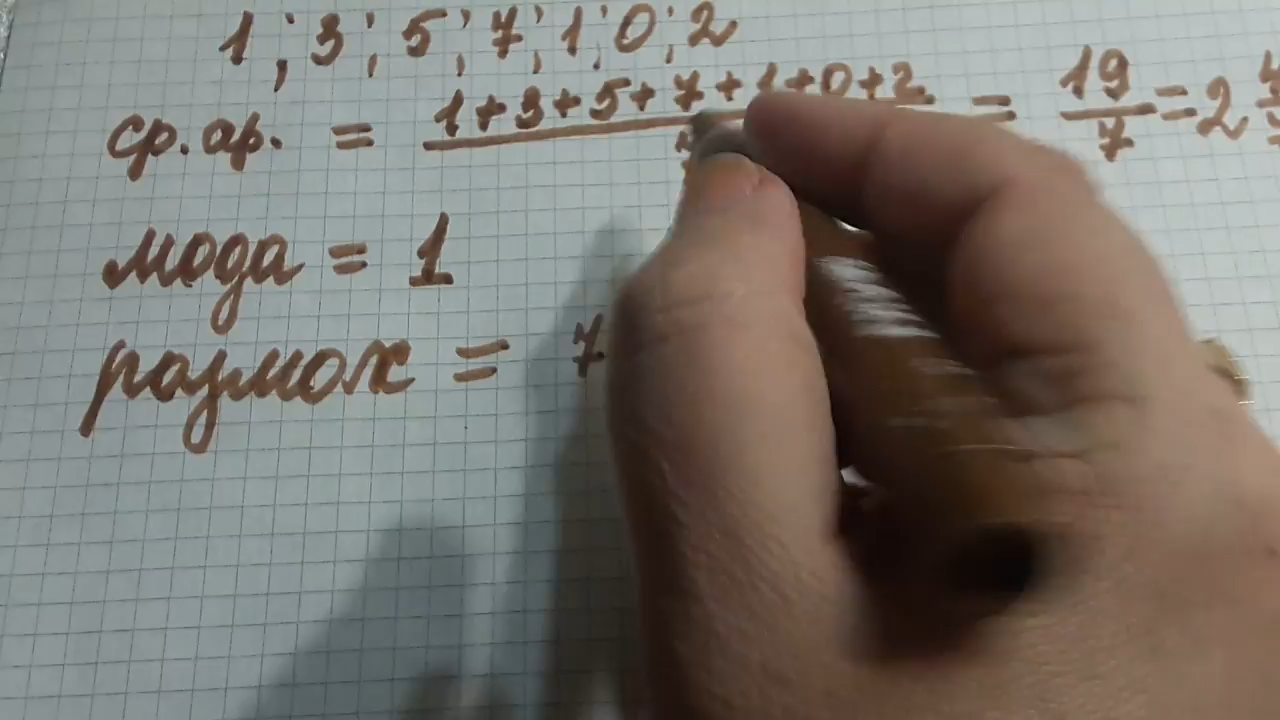 1; 3; 5; 7; 1; 0; 2
ср. ар. = 1+3+5+7+1+0+2 = 19/7 = 2
мода = 1
размах = 7